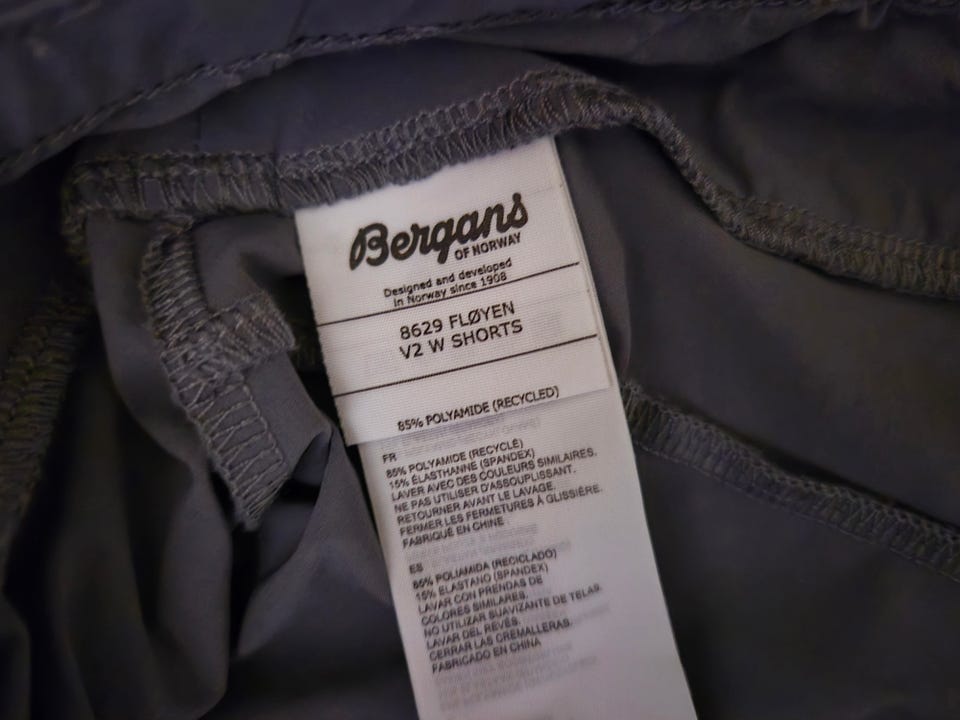 Bergans
OF NORWAY
Designed and developed
in Norway since 1908
8629 FLØYEN
V2 W SHORTS
85% POLYAMIDE (RECYCLED)
FR
85% POLYAMIDE (RECYCLÉ)
15% ÉLASTHANNE (SPANDEX)
LAVER AVEC DES COULEURS SIMILAIRES.
NE PAS UTILISER D'ASSOUPLISSANT.
RETOURNER AVANT LE LAVAGE.
FERMER LES FERMETURES À GLISSIÈRE.
FABRIQUÉ EN CHINE
ES
85% POLIAMIDA (RECICLADO)
15% ELASTANO (SPANDEX)
LAVAR CON PRENDAS DE
COLORES SIMILARES.
NO UTILIZAR SUAVIZANTE DE TELAS.
LAVAR DEL REVÉS.
CERRAR LAS CREMALLERAS.
FABRICADO EN CHINA